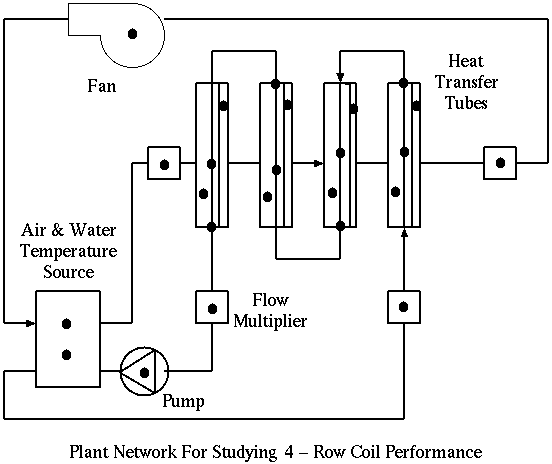 Fan
Heat
Transfer
Tubes
Air & Water
Temperature
Source
Flow
Multiplier
Pump
Plant Network For Studying 4 – Row Coil Performance